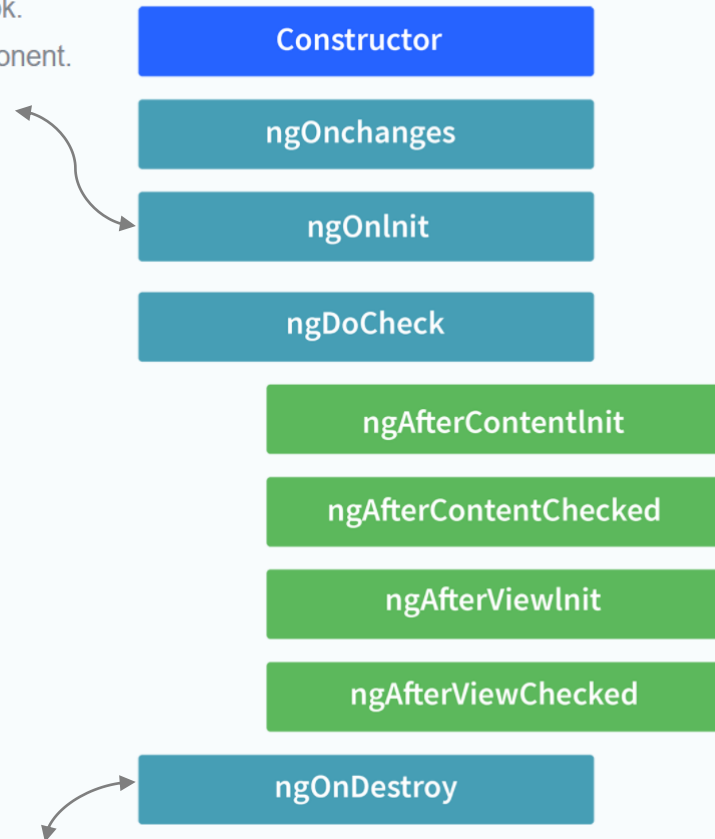 ok.
onent.
Constructor
ngOnchanges
ngOnInit
ngDoCheck
ngAfterContentInit
ngAfterContentChecked
ngAfterViewInit
ngAfterViewChecked
ngOnDestroy